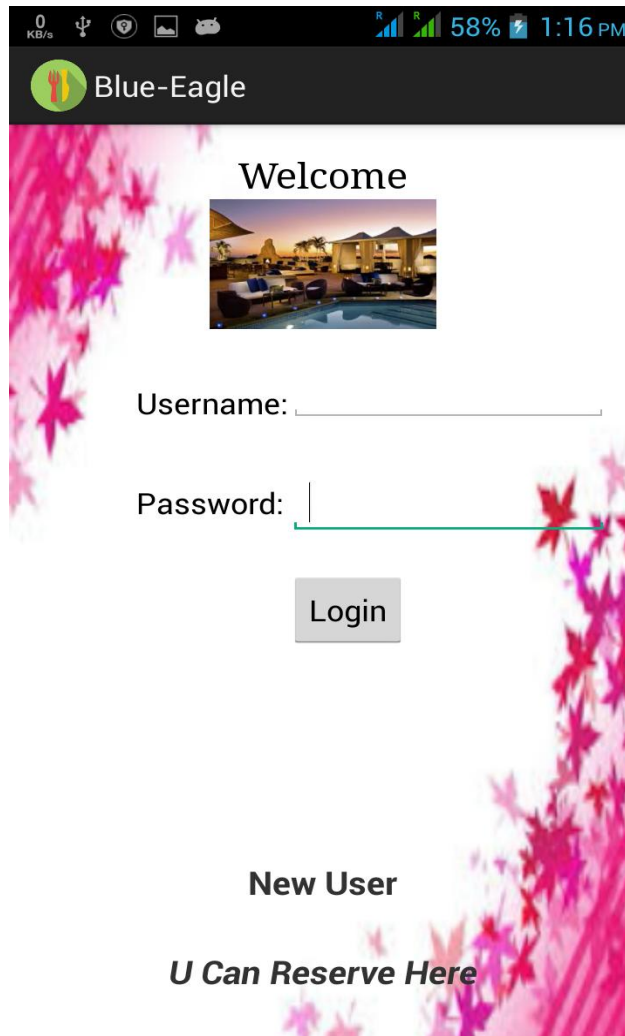 0
KB/s
R R 58% 1:16 PM
Blue-Eagle
Welcome
Username:
Password:
Login
New User
U Can Reserve Here